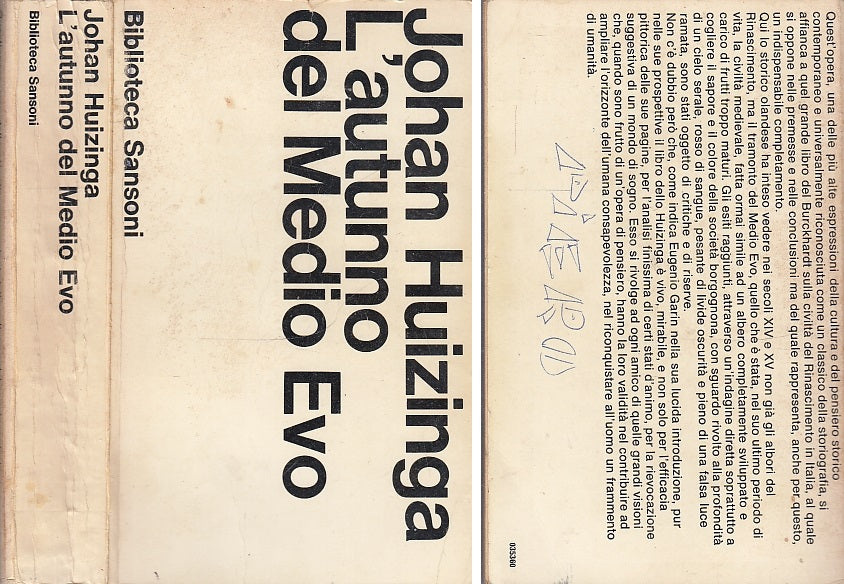 Johan Huizinga
L'autunno
del Medio Evo
Biblioteca Sansoni
Johan Huizinga
L'autunno del Medio Evo
Biblioteca Sansoni
Quest'opera, una delle più alte espressioni della cultura e del pensiero storico
contemporaneo e universalmente riconosciuta come un classico della storiografia, si
affianca a quel grande libro del Burckhardt sulla civiltà del Rinascimento in Italia, al quale
si oppone nelle premesse e nelle conclusioni ma del quale rappresenta, anche per questo,
un indispensabile completamento.
Qui lo storico olandese ha inteso vedere nei secoli XIV e XV non già gli albori del
Rinascimento, ma il tramonto del Medio Evo, quello che è stata, nel suo ultimo periodo di
vita, la civiltà medievale, fatta ormai simile ad un albero completamente sviluppato e
carico di frutti troppo maturi. Gli esiti raggiunti, attraverso un'indagine diretta soprattutto a
cogliere il sapore e il colore della società borgognona, con sguardo rivolto alla profondità
di un cielo serale, rosso di sangue, pesante di livide oscurità e pieno di una falsa luce
ramata, sono stati oggetto di critiche e di riserve.
Non c'è dubbio però che, come indica Eugenio Garin nella sua lucida introduzione, pur
nelle sue prospettive il libro dello Huizinga è vivo, mirabile, e non solo per l'efficacia
pittorica delle sue pagine, per l'analisi finissima di certi stati d'animo, per la rievocazione
suggestiva di un mondo di sogno. Esso si rivolge ad ogni amico di quelle grandi visioni
che, quando sono frutto di un'opera di pensiero, hanno la loro validità nel contribuire ad
ampliare l'orizzonte dell'umana consapevolezza, nel riconquistare all'uomo un frammento
di umanità.
035360